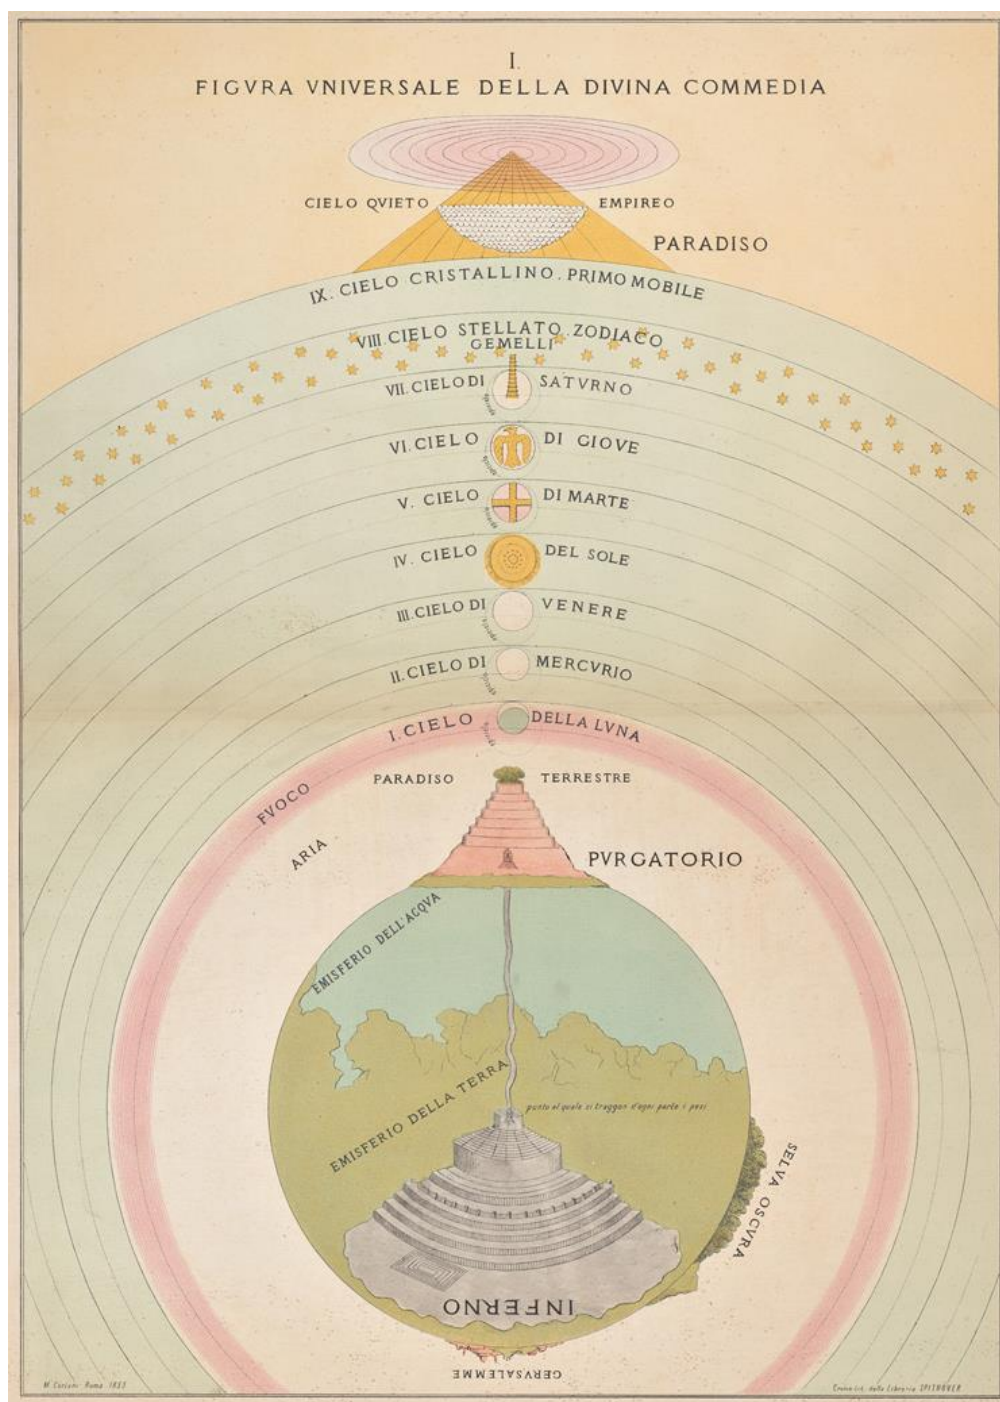 I.
FIGVRA VNIVERSALE DELLA DIVINA COMMEDIA
CIELO QVIETO EMPIREO
PARADISO
IX. CIELO CRISTALLINO. PRIMO MOBILE
VIII. CIELO STELLATO. ZODIACO
GEMELLI
VII. CIELO DI SATVRNO
VI. CIELO DI GIOVE
V. CIELO DI MARTE
IV. CIELO DEL SOLE
III. CIELO DI VENERE
II. CIELO DI MERCVRIO
I. CIELO DELLA LVNA
PARADISO TERRESTRE
FVOCO
ARIA
PVRGATORIO
EMISFERIO DELL'ACQVA
EMISFERIO DELLA TERRA
punto al quale si traggon d'ogni parte i pesi
SELVA OSCVRA
INFERNO
GERVSALEMME
Roma
della Libreria SPITHÖVER